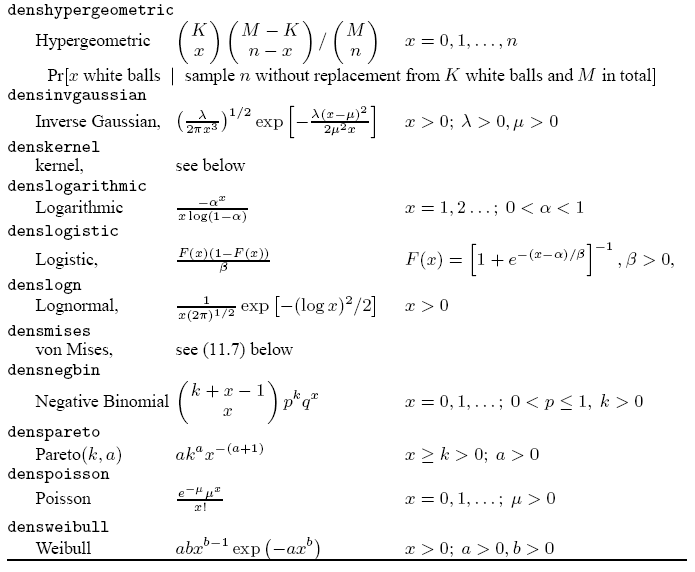 denshypergeometric
Hypergeometric (K x) (M − K n − x) / (M n) x = 0, 1, . . . , n
Pr[x white balls | sample n without replacement from K white balls and M in total]
densinvgaussian
Inverse Gaussian, (λ/2πx³)^1/2 exp [−λ(x−μ)²/2μ²x] x > 0; λ > 0, μ > 0
denskernel
kernel, see below
denslogarithmic
Logarithmic −α^x / x log(1−α) x = 1, 2 . . . ; 0 < α < 1
denslogistic
Logistic, F(x)(1−F(x)) / β F(x) = [1 + e^−(x−α)/β]^−1 , β > 0,
denslogn
Lognormal, 1 / x(2π)^1/2 exp [−(log x)²/2] x > 0
densmises
von Mises, see (11.7) below
densnegbin
Negative Binomial (k + x − 1 x) p^k q^x x = 0, 1, . . . ; 0 < p ≤ 1, k > 0
denspareto
Pareto(k, a) ak^a x^−(a+1) x ≥ k > 0; a > 0
denspoisson
Poisson e^−μ μ^x / x! x = 0, 1, . . . ; μ > 0
densweibull
Weibull abx^b−1 exp (−ax^b) x > 0; a > 0, b > 0